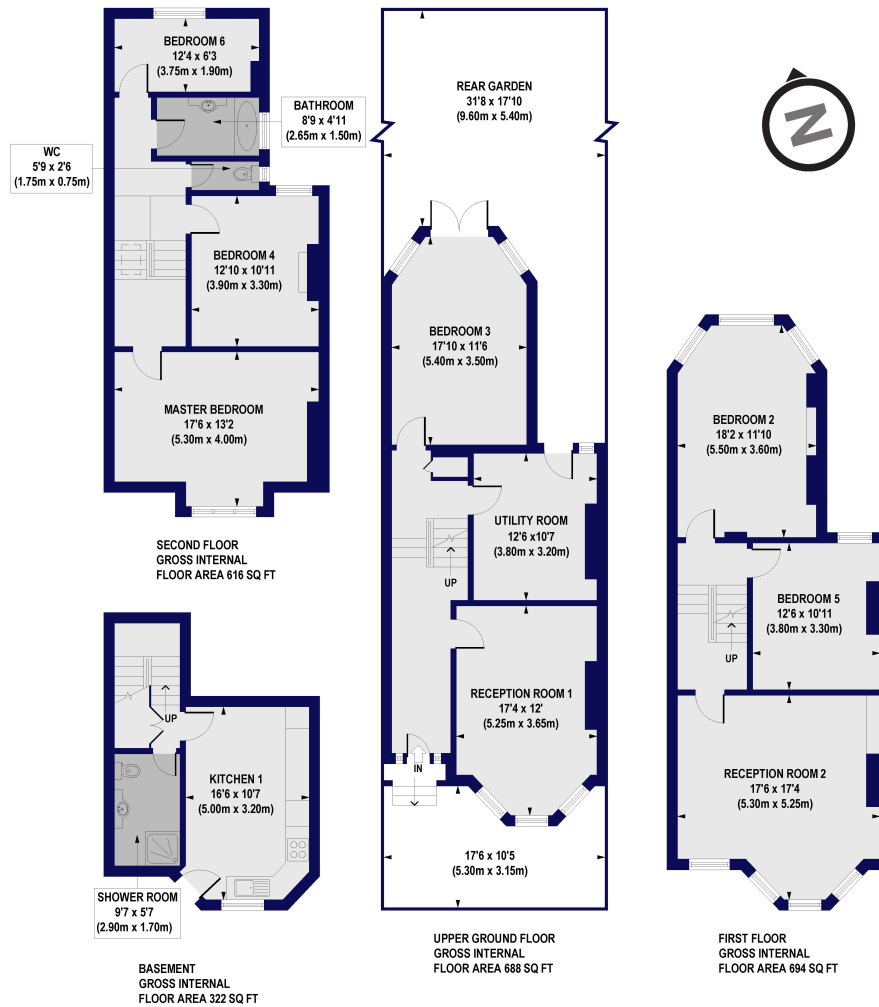 BEDROOM 6
12'4 x 6'3
(3.75m x 1.90m)
BATHROOM
8'9 x 4'11
(2.65m x 1.50m)
WC
5'9 x 2'6
(1.75m x 0.75m)
BEDROOM 4
12'10 x 10'11
(3.90m x 3.30m)
MASTER BEDROOM
17'6 x 13'2
(5.30m x 4.00m)
SECOND FLOOR
GROSS INTERNAL
FLOOR AREA 616 SQ FT
UP
KITCHEN 1
16'6 x 10'7
(5.00m x 3.20m)
SHOWER ROOM
9'7 x 5'7
(2.90m x 1.70m)
BASEMENT
GROSS INTERNAL
FLOOR AREA 322 SQ FT
REAR GARDEN
31'8 x 17'10
(9.60m x 5.40m)
BEDROOM 3
17'10 x 11'6
(5.40m x 3.50m)
UTILITY ROOM
12'6 x10'7
(3.80m x 3.20m)
UP
RECEPTION ROOM 1
17'4 x 12'
(5.25m x 3.65m)
IN
17'6 x 10'5
(5.30m x 3.15m)
UPPER GROUND FLOOR
GROSS INTERNAL
FLOOR AREA 688 SQ FT
N
BEDROOM 2
18'2 x 11'10
(5.50m x 3.60m)
BEDROOM 5
12'6 x 10'11
(3.80m x 3.30m)
UP
RECEPTION ROOM 2
17'6 x 17'4
(5.30m x 5.25m)
FIRST FLOOR
GROSS INTERNAL
FLOOR AREA 694 SQ FT